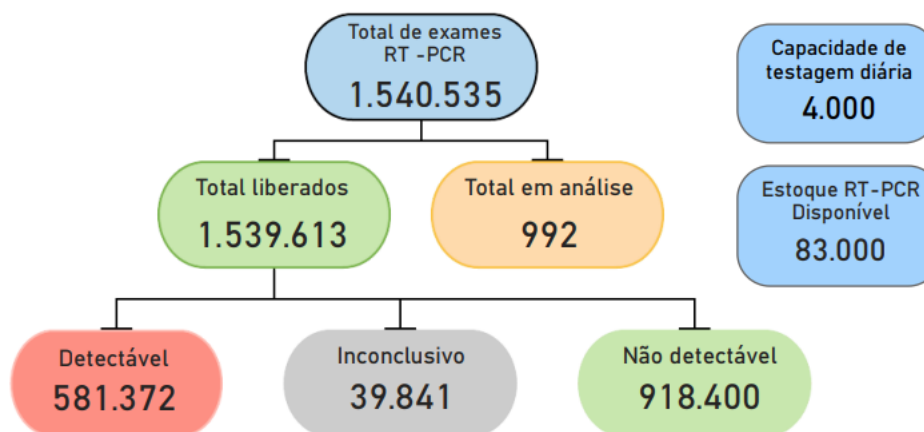 Total de exames
RT -PCR
1.540.535
Capacidade de
testagem diária
4.000
Total liberados
1.539.613
Total em análise
992
Estoque RT-PCR
Disponível
83.000
Detectável
581.372
Inconclusivo
39.841
Não detectável
918.400